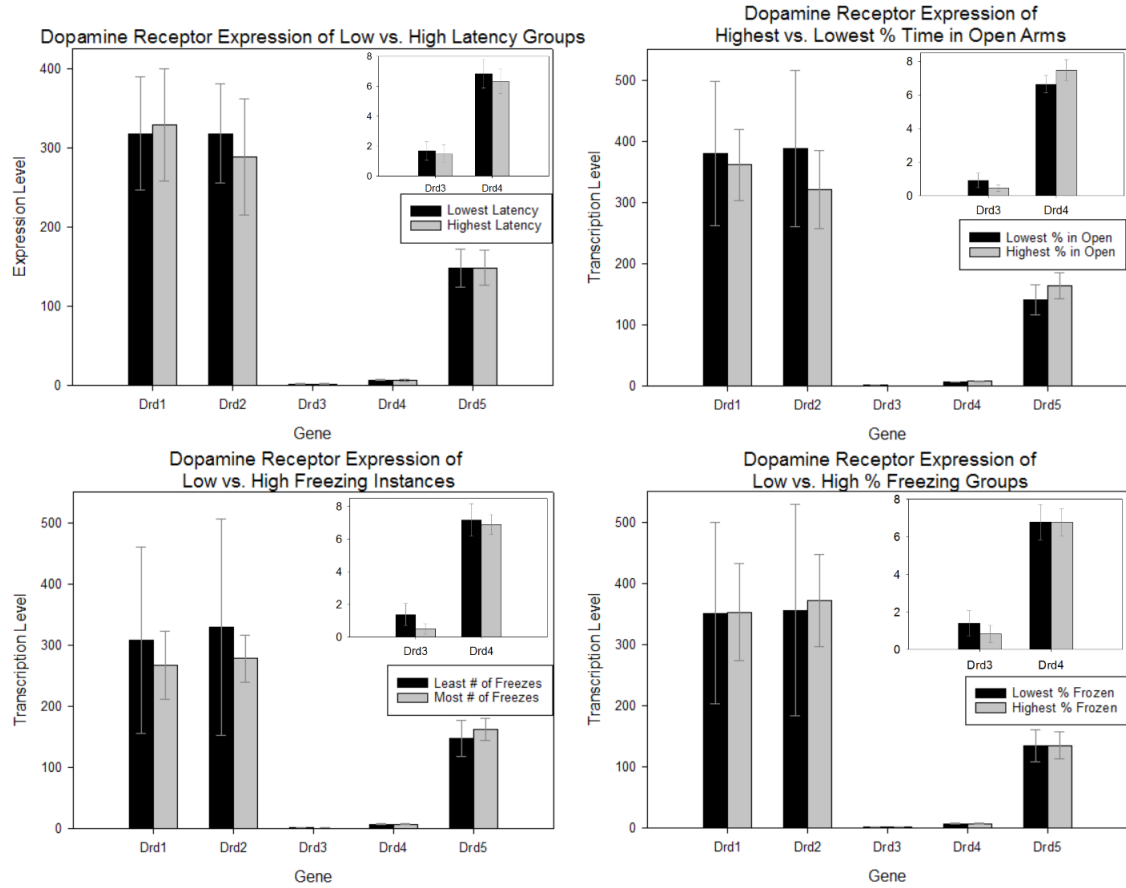 Dopamine Receptor Expression of Low vs. High Latency Groups
400
300
200
100
0
Expression Level
8
6
4
2
0
Drd3 Drd4
Lowest Latency
Highest Latency
Drd1 Drd2 Drd3 Drd4 Drd5
Gene
Dopamine Receptor Expression of
Highest vs. Lowest % Time in Open Arms
500
400
300
200
100
0
Transcription Level
8
6
4
2
0
Drd3 Drd4
Lowest % in Open
Highest % in Open
Drd1 Drd2 Drd3 Drd4 Drd5
Gene
Dopamine Receptor Expression of
Low vs. High Freezing Instances
500
400
300
200
100
0
Transcription Level
8
6
4
2
0
Drd3 Drd4
Least # of Freezes
Most # of Freezes
Drd1 Drd2 Drd3 Drd4 Drd5
Gene
Dopamine Receptor Expression of
Low vs. High % Freezing Groups
500
400
300
200
100
0
Transcription Level
8
6
4
2
0
Drd3 Drd4
Lowest % Frozen
Highest % Frozen
Drd1 Drd2 Drd3 Drd4 Drd5
Gene